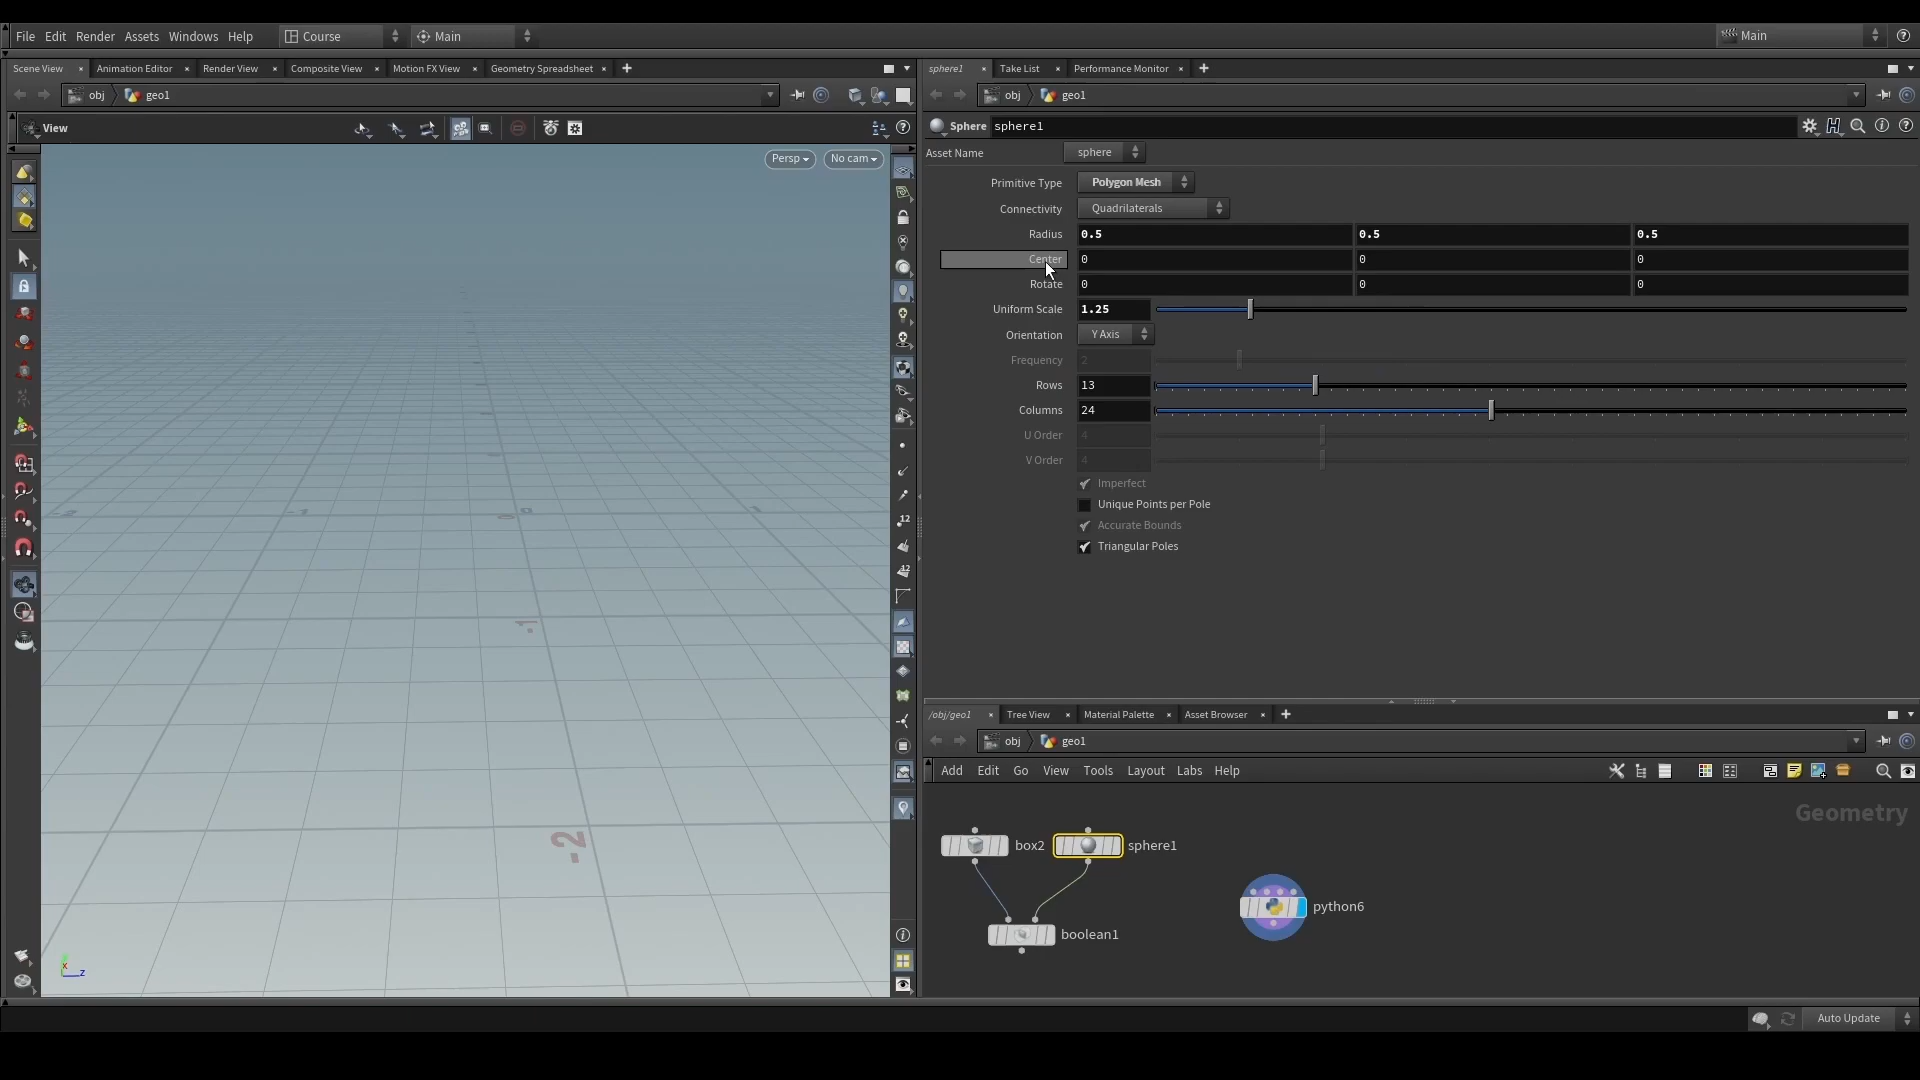 File Edit Render Assets Windows Help Course Main Main
Scene View Animation Editor Render View Composite View Motion FX View Geometry Spreadsheet
obj geo1
View
Persp No cam
0
-1
-2
x z
sphere1 Take List Performance Monitor
obj geo1
Sphere sphere1
Asset Name sphere
Primitive Type Polygon Mesh
Connectivity Quadrilaterals
Radius 0.5 0.5 0.5
Center 0 0 0
Rotate 0 0 0
Uniform Scale 1.25
Orientation Y Axis
Frequency 2
Rows 13
Columns 24
U Order 4
V Order 4
Imperfect
Unique Points per Pole
Accurate Bounds
Triangular Poles
/obj/geo1 Tree View Material Palette Asset Browser
obj geo1
Add Edit Go View Tools Layout Labs Help
Geometry
box2 sphere1
python6
boolean1
Auto Update